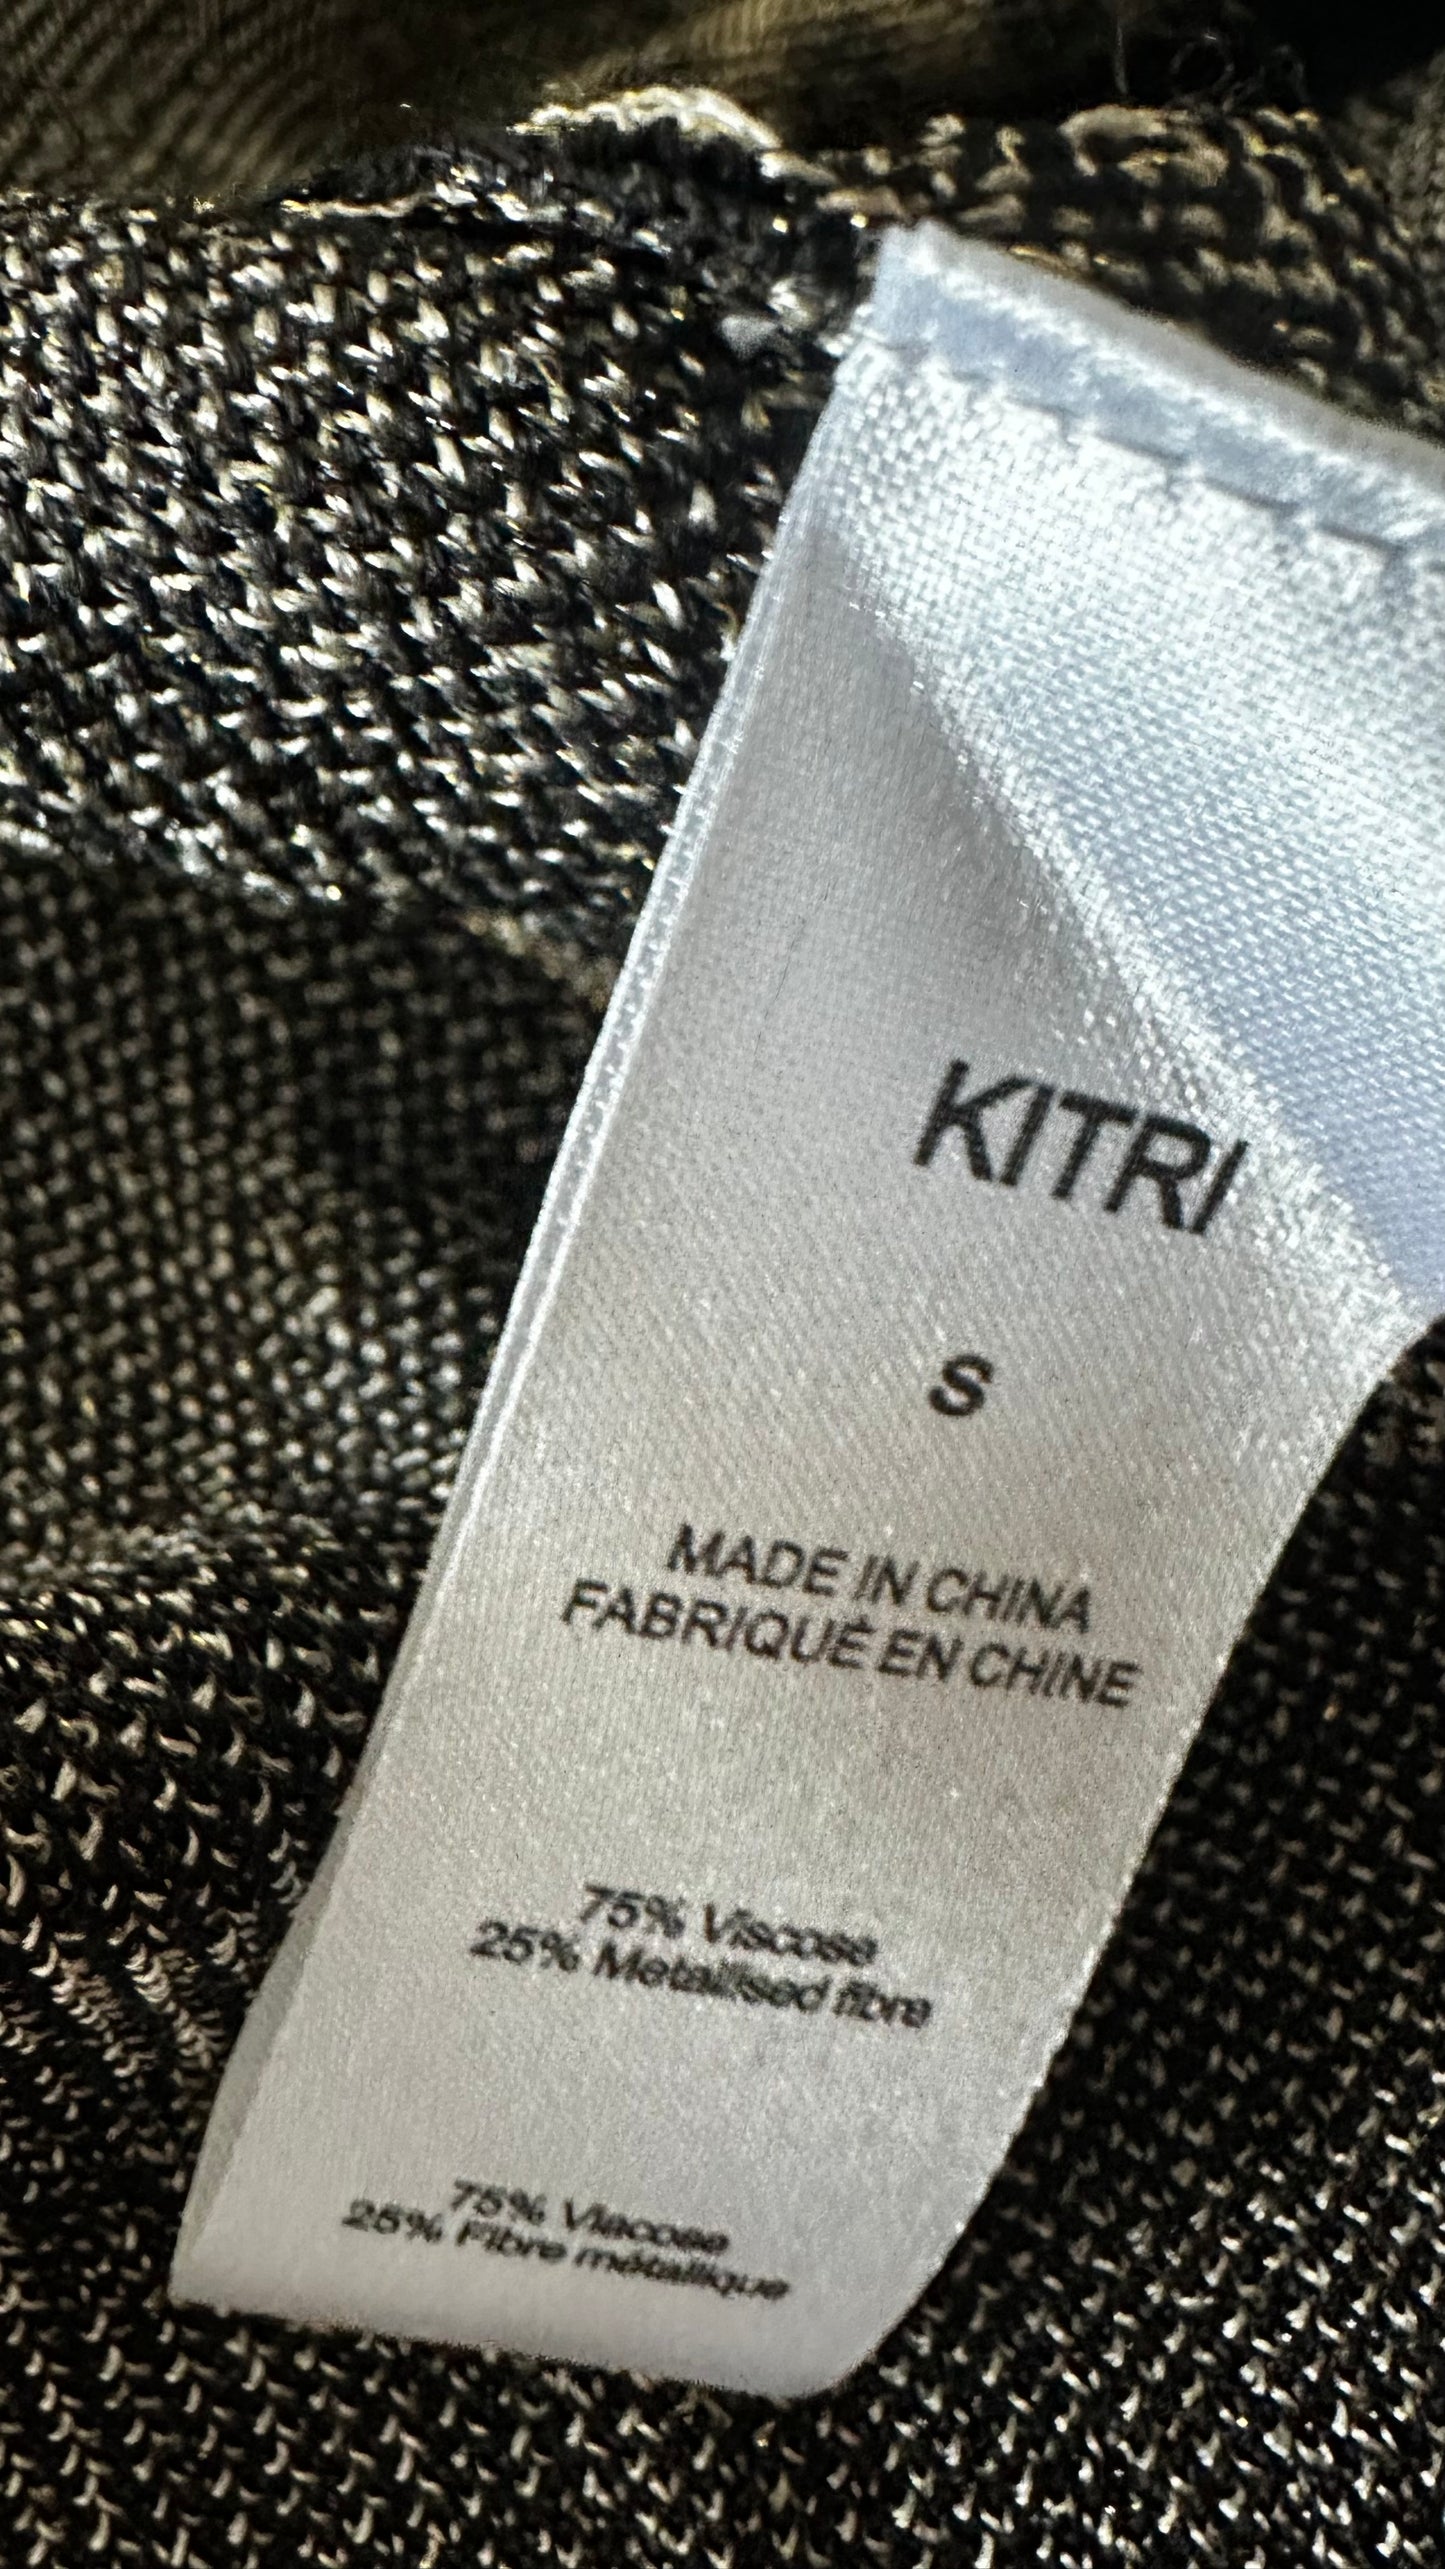 KITRI
S
MADE IN CHINA
FABRIQUÉ EN CHINE
75% Viscose
25% Metallised fibre
75% Viscose
25% Fibre métallique